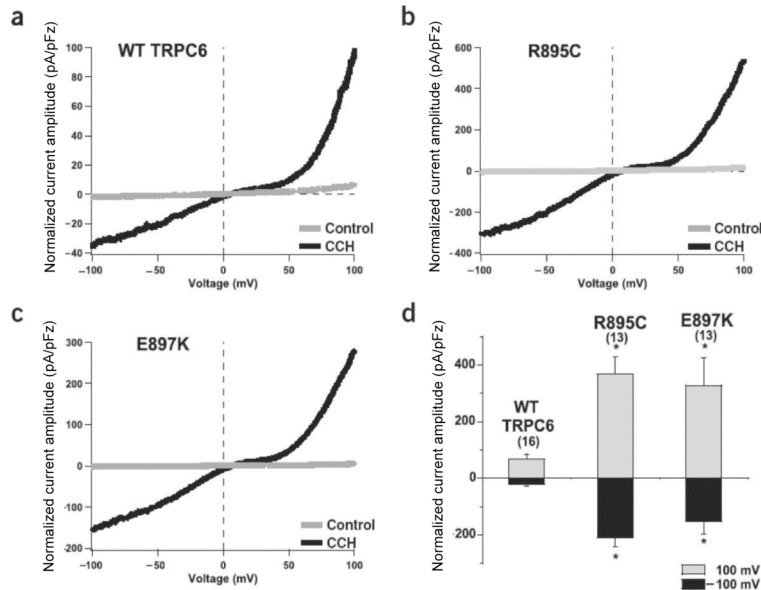 a
WT TRPC6
Normalized current amplitude (pA/pFz)
100
80
60
40
20
0
−20
−40
−100
−50
0
50
100
Voltage (mV)
Control
CCH
b
R895C
Normalized current amplitude (pA/pFz)
600
400
200
0
−200
−400
−100
−50
0
50
100
Voltage (mV)
Control
CCH
c
E897K
Normalized current amplitude (pA/pFz)
300
200
100
0
-100
-200
−100
−50
0
50
100
Voltage (mV)
Control
CCH
d
Normalized current amplitude (pA/pFz)
400
200
0
−200
WT
TRPC6
(16)
R895C
(13)
*
*
E897K
(13)
*
*
100 mV
−100 mV